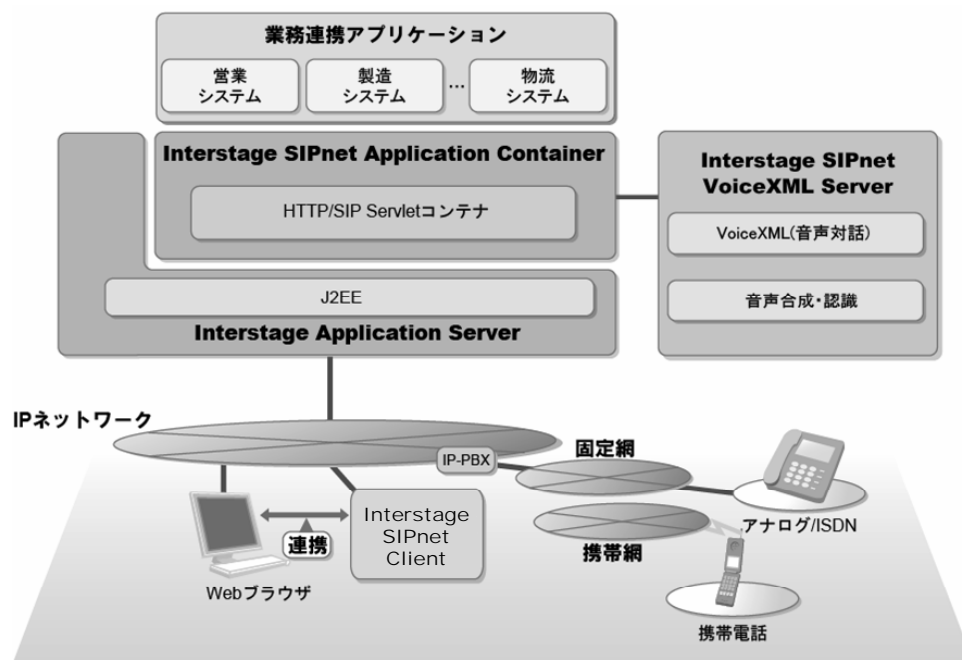 業務連携アプリケーション
営業
システム
製造
システム
…
物流
システム
Interstage SIPnet Application Container
HTTP/SIP Servletコンテナ
Interstage SIPnet
VoiceXML Server
VoiceXML(音声対話)
音声合成・認識
J2EE
Interstage Application Server
IPネットワーク
IP-PBX
固定網
アナログ/ISDN
Interstage
SIPnet
Client
連携
Webブラウザ
携帯網
携帯電話